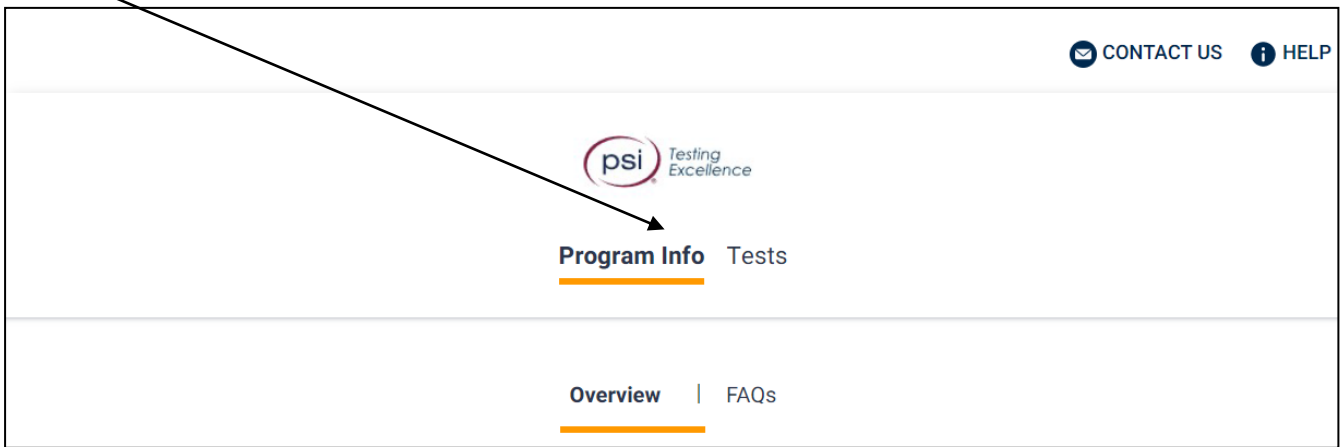 CONTACT US HELP
psi Testing
Excellence
Program Info Tests
Overview | FAQs